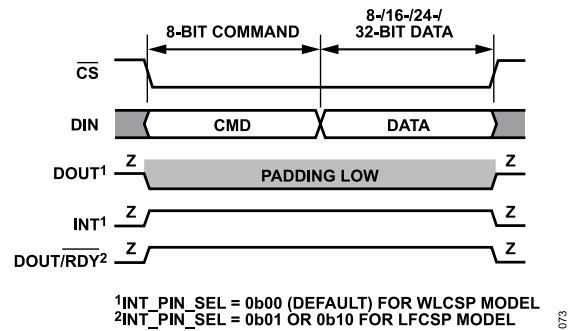 8-BIT COMMAND
8-/16-/24-/
32-BIT DATA
CS
DIN
CMD
DATA
Z
Z
DOUT1
PADDING LOW
Z
Z
INT1
Z
Z
DOUT/RDY2
1INT_PIN_SEL = 0b00 (DEFAULT) FOR WLCSP MODEL
2INT_PIN_SEL = 0b01 OR 0b10 FOR LFCSP MODEL
073